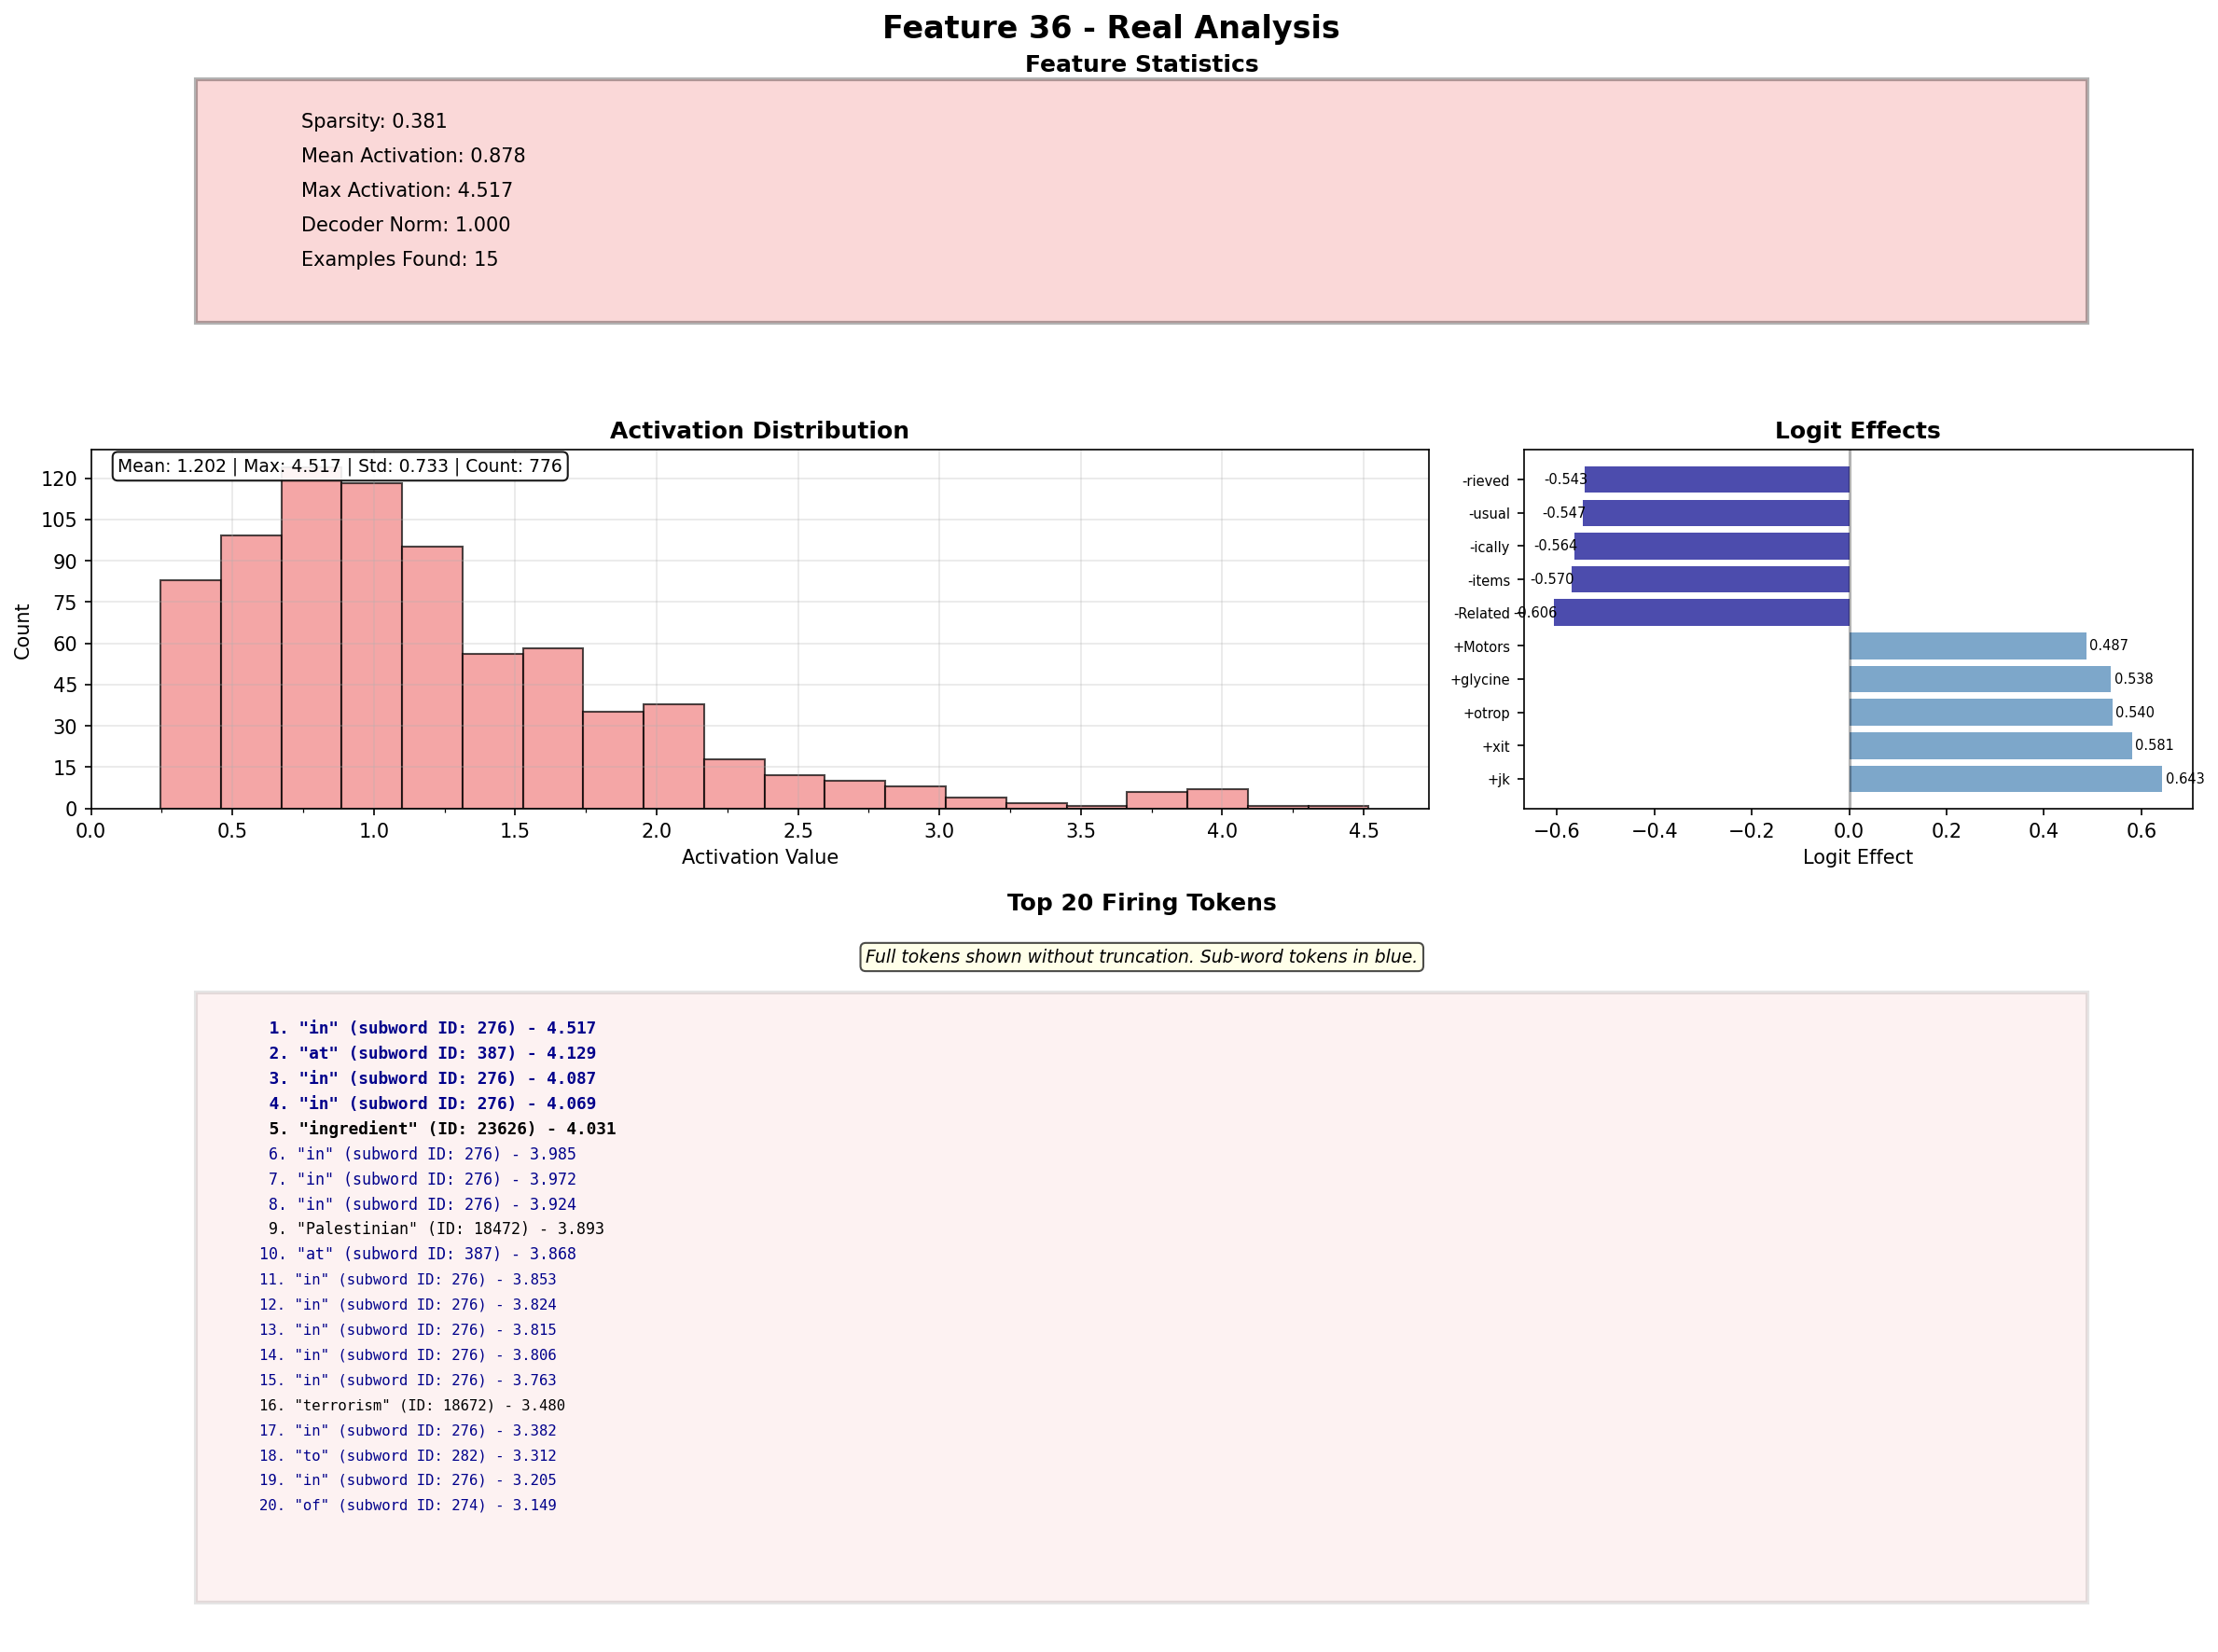 Feature 36 - Real Analysis
Feature Statistics
Sparsity: 0.381
Mean Activation: 0.878
Max Activation: 4.517
Decoder Norm: 1.000
Examples Found: 15
Activation Distribution
Mean: 1.202 | Max: 4.517 | Std: 0.733 | Count: 776
120
105
90
75
60
45
30
15
0
Count
0.0 0.5 1.0 1.5 2.0 2.5 3.0 3.5 4.0 4.5
Activation Value
Logit Effects
-rieved -0.543
-usual -0.547
-ically -0.564
-items -0.570
-Related -0.606
+Motors 0.487
+glycine 0.538
+otrop 0.540
+xit 0.581
+jk 0.643
−0.6 −0.4 −0.2 0.0 0.2 0.4 0.6
Logit Effect
Top 20 Firing Tokens
Full tokens shown without truncation. Sub-word tokens in blue.
1. "in" (subword ID: 276) - 4.517
2. "at" (subword ID: 387) - 4.129
3. "in" (subword ID: 276) - 4.087
4. "in" (subword ID: 276) - 4.069
5. "ingredient" (ID: 23626) - 4.031
6. "in" (subword ID: 276) - 3.985
7. "in" (subword ID: 276) - 3.972
8. "in" (subword ID: 276) - 3.924
9. "Palestinian" (ID: 18472) - 3.893
10. "at" (subword ID: 387) - 3.868
11. "in" (subword ID: 276) - 3.853
12. "in" (subword ID: 276) - 3.824
13. "in" (subword ID: 276) - 3.815
14. "in" (subword ID: 276) - 3.806
15. "in" (subword ID: 276) - 3.763
16. "terrorism" (ID: 18672) - 3.480
17. "in" (subword ID: 276) - 3.382
18. "to" (subword ID: 282) - 3.312
19. "in" (subword ID: 276) - 3.205
20. "of" (subword ID: 274) - 3.149